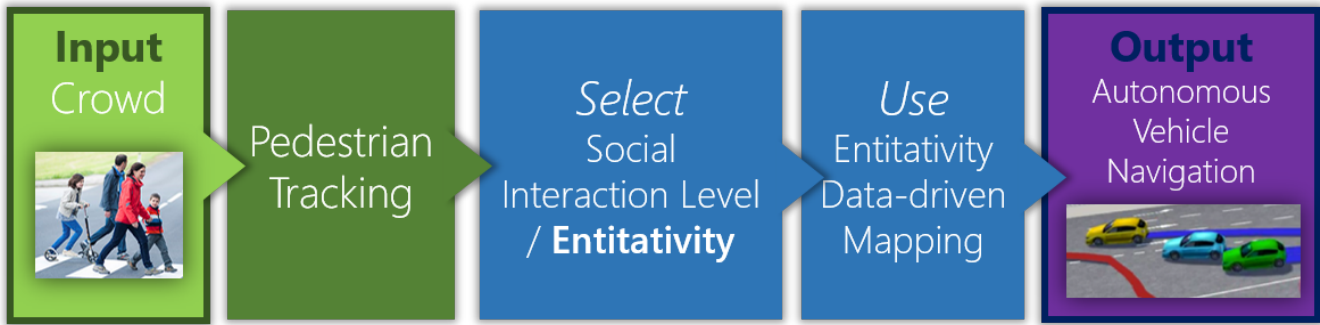 Input
Crowd
Pedestrian
Tracking
Select
Social
Interaction Level
/ Entitativity
Use
Entitativity
Data-driven
Mapping
Output
Autonomous
Vehicle
Navigation